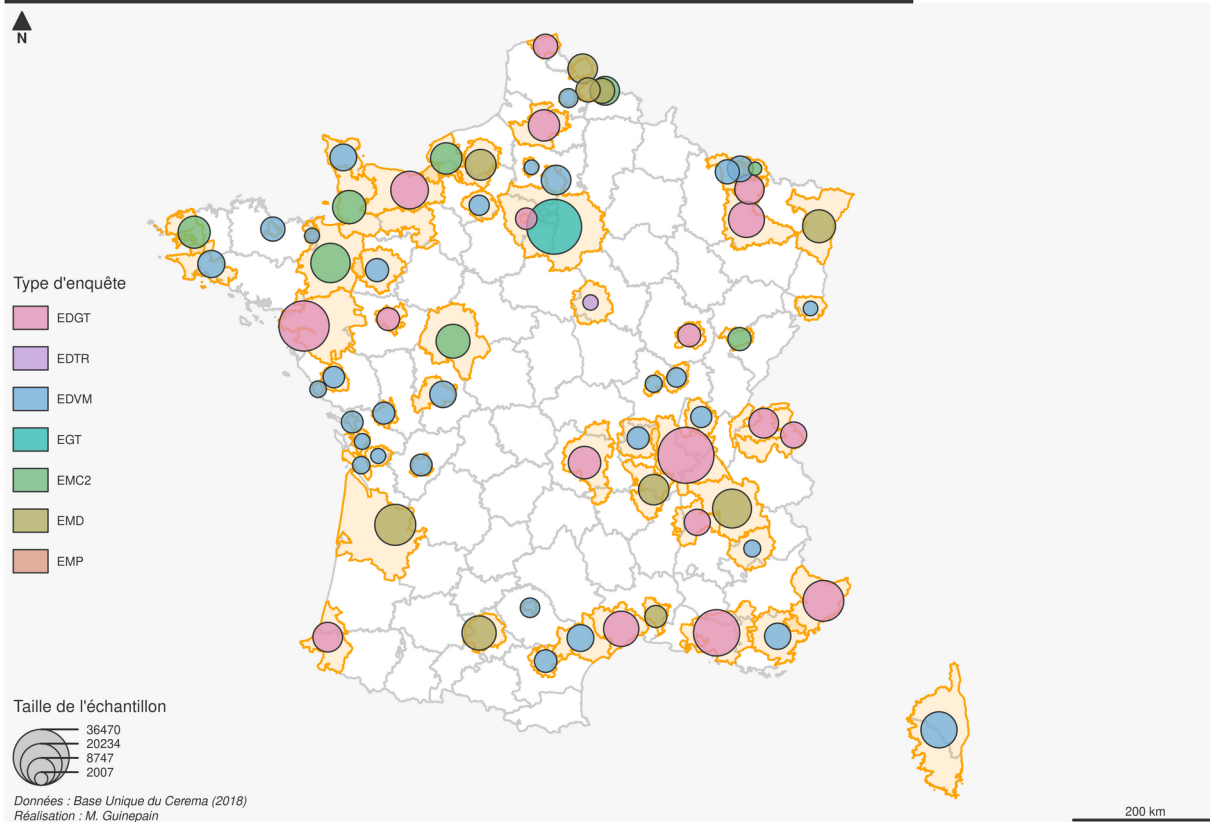 N
Type d'enquête
EDGT
EDTR
EDVM
EGT
EMC2
EMD
EMP
Taille de l'échantillon
36470
20234
8747
2007
Données : Base Unique du Cerema (2018)
Réalisation : M. Guinepain
200 km